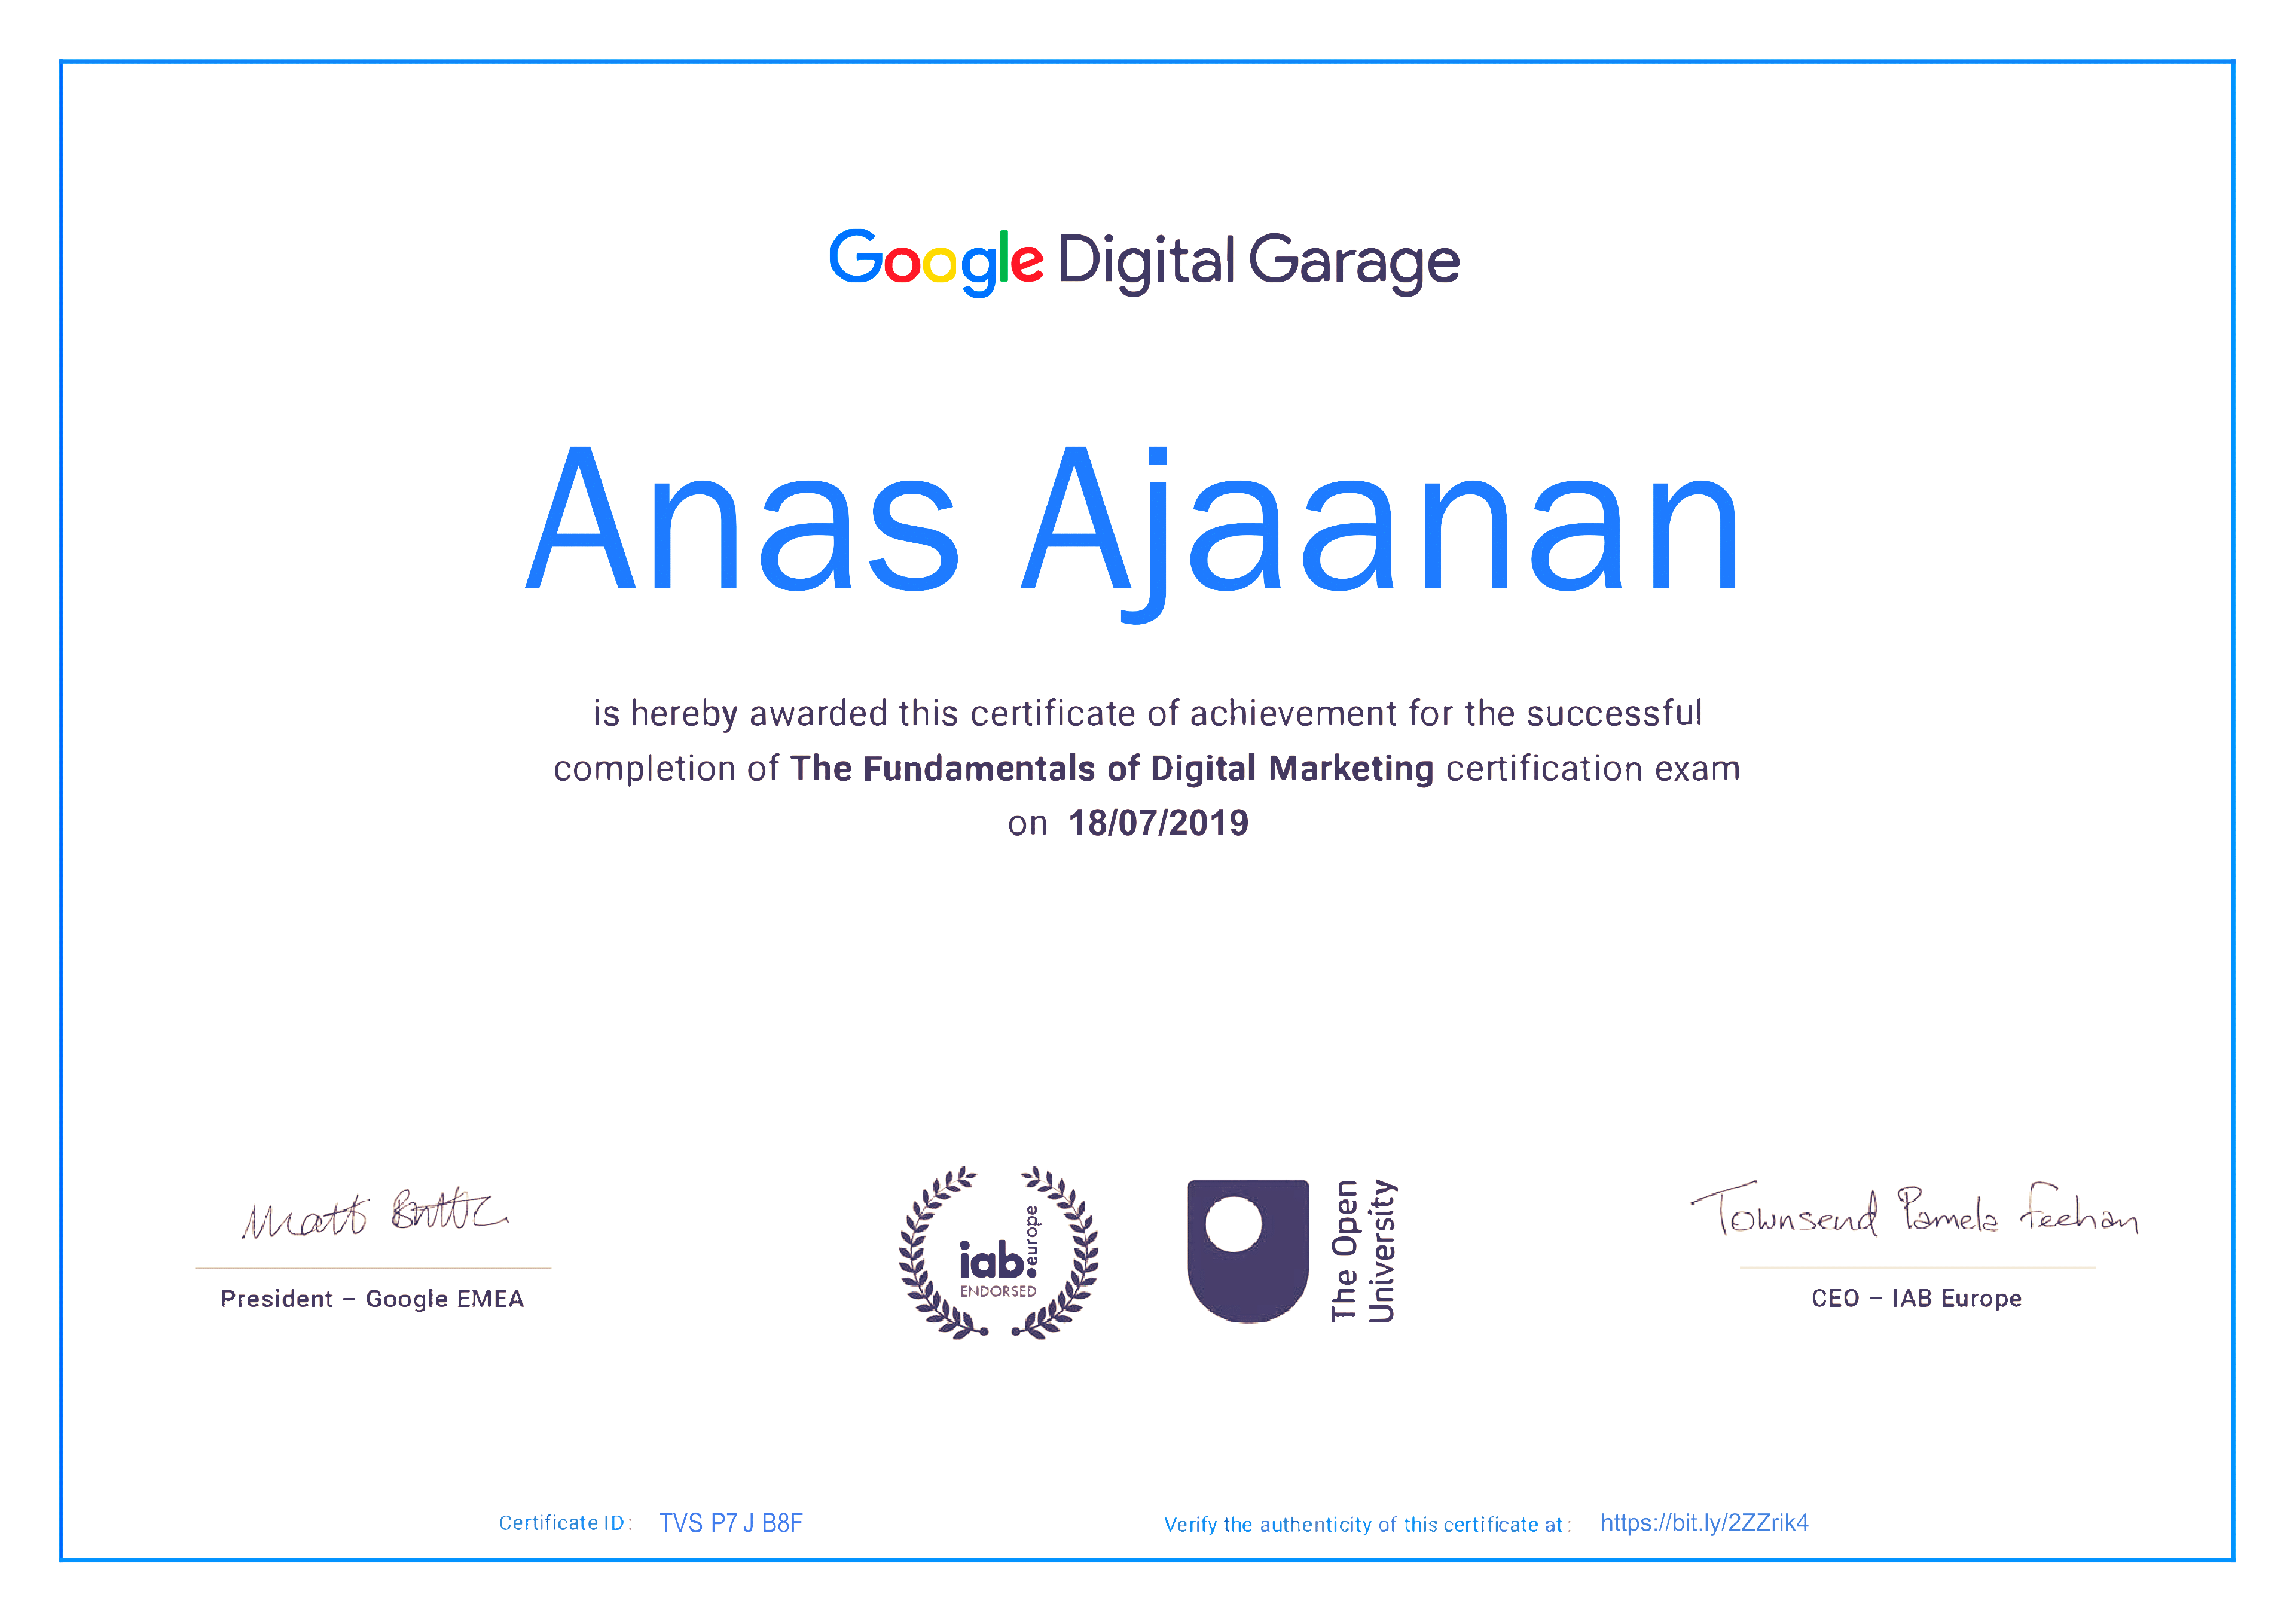 Google Digital Garage
Anas Ajaanan
is hereby awarded this certificate of achievement for the successful
completion of The Fundamentals of Digital Marketing certification exam
on 18/07/2019
Matt Brittin
President – Google EMEA
iab.europe
ENDORSED
The Open
University
Townsend Pamela Feehan
CEO – IAB Europe
Certificate ID: TVS P7 J B8F
Verify the authenticity of this certificate at: https://bit.ly/2ZZrik4